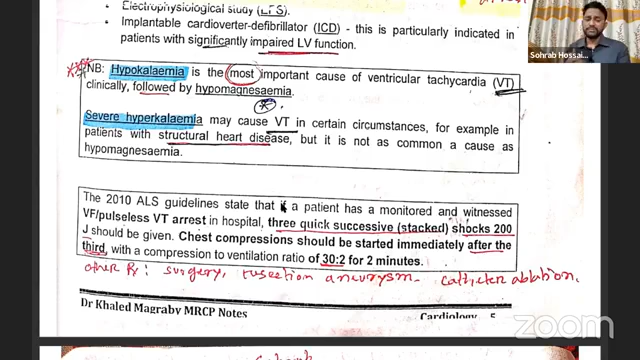 • Electrophysiological study (EPS).
• Implantable cardioverter-defibrillator (ICD) - this is particularly indicated in
patients with significantly impaired LV function.
Sohrab Hossai...
NB: Hypokalaemia is the most important cause of ventricular tachycardia (VT)
clinically, followed by hypomagnesaemia.
Severe hyperkalaemia may cause VT in certain circumstances, for example in
patients with structural heart disease, but it is not as common a cause as
hypomagnesaemia.
The 2010 ALS guidelines state that if a patient has a monitored and witnessed
VF/pulseless VT arrest in hospital, three quick successive (stacked) shocks 200
J should be given. Chest compressions should be started immediately after the
third, with a compression to ventilation ratio of 30:2 for 2 minutes.
other Rx: surgery, resection aneurysm. catheter ablation.
Dr Khaled Magraby MRCP Notes
Cardiology 5
zoom